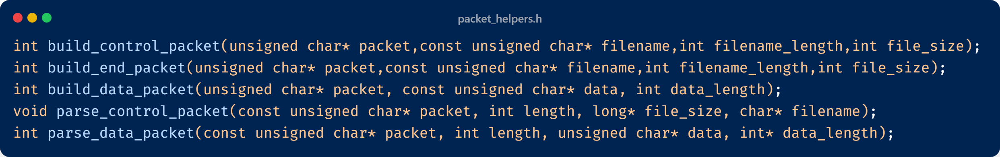 packet_helpers.h
int build_control_packet(unsigned char* packet,const unsigned char* filename,int filename_length,int file_size);
int build_end_packet(unsigned char* packet,const unsigned char* filename,int filename_length,int file_size);
int build_data_packet(unsigned char* packet, const unsigned char* data, int data_length);
void parse_control_packet(const unsigned char* packet, int length, long* file_size, char* filename);
int parse_data_packet(const unsigned char* packet, int length, unsigned char* data, int* data_length);